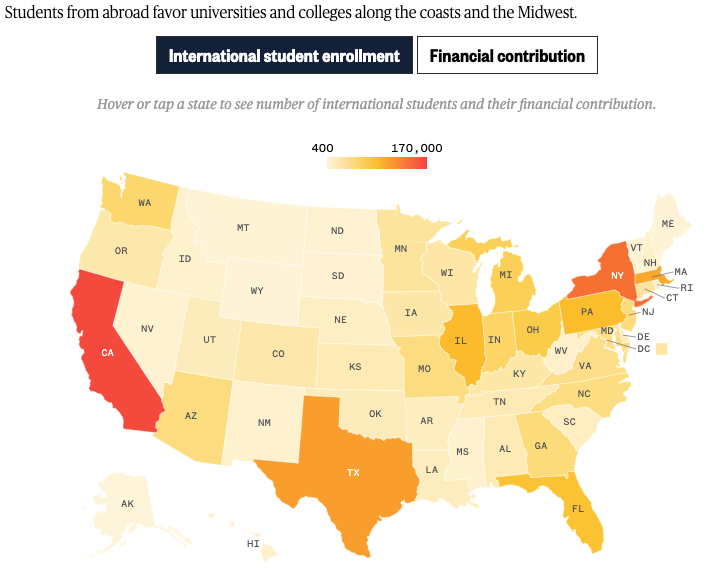 Students from abroad favor universities and colleges along the coasts and the Midwest.
International student enrollment Financial contribution
Hover or tap a state to see number of international students and their financial contribution.
400 170,000
WA
ME
MT
ND
VT
OR
MN
NH
ID
MA
WI
SD
MI
NY
RI
WY
CT
IA
PA
NJ
NE
NV
OH
MD
DE
UT
IL
IN
DC
CA
CO
WV
VA
KS
MO
KY
NC
TN
AZ
OK
AR
SC
NM
AL
GA
MS
LA
TX
AK
FL
HI